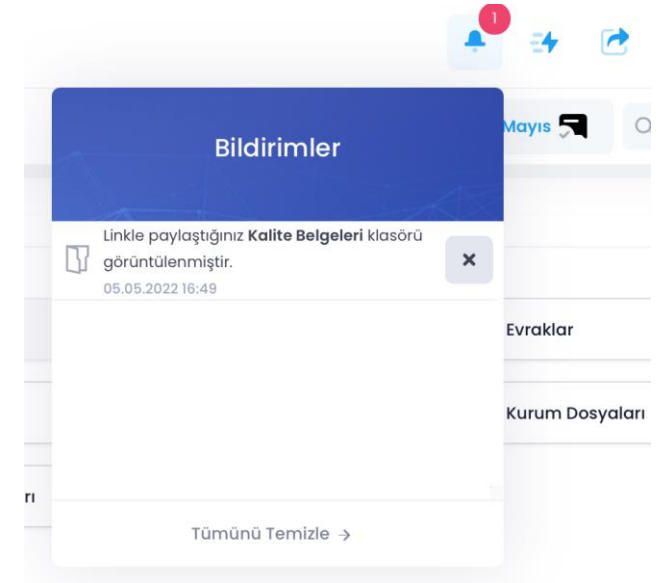 1
Mayıs
Bildirimler
Linkle paylaştığınız Kalite Belgeleri klasörü
görüntülenmiştir.
05.05.2022 16:49
Evraklar
Kurum Dosyaları
rı
Tümünü Temizle →